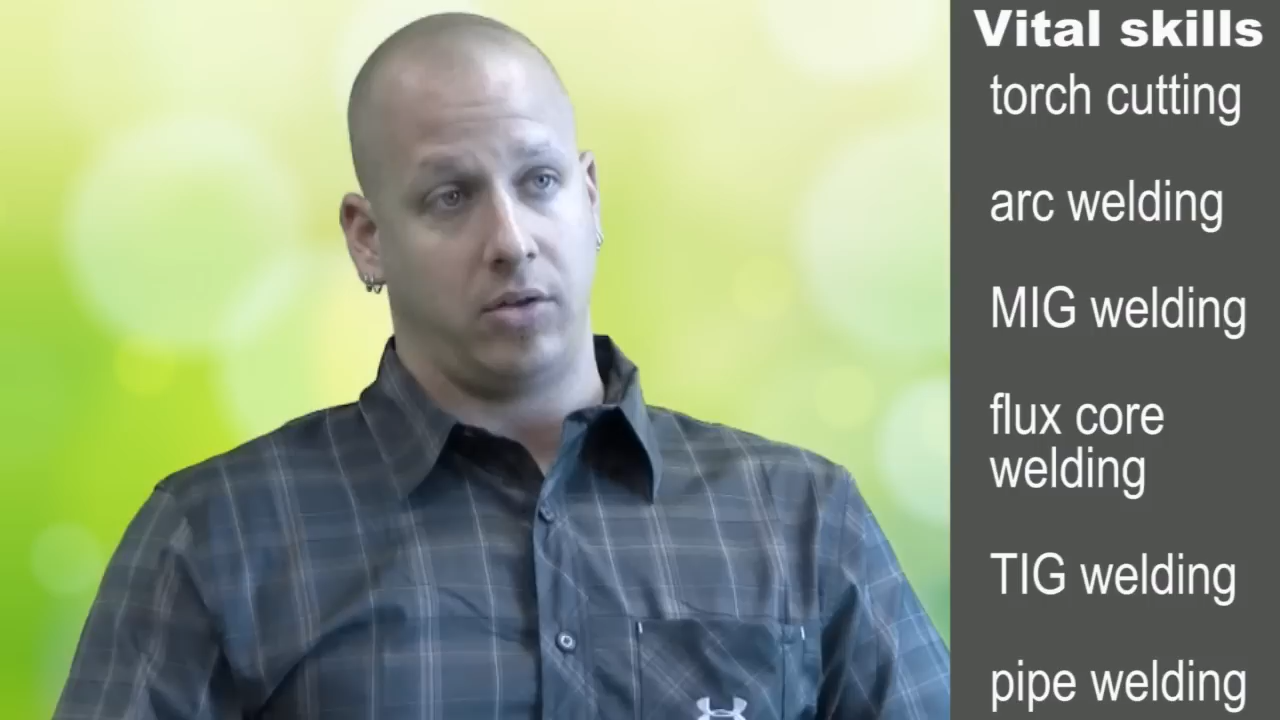 Vital skills
torch cutting
arc welding
MIG welding
flux core
welding
TIG welding
pipe welding